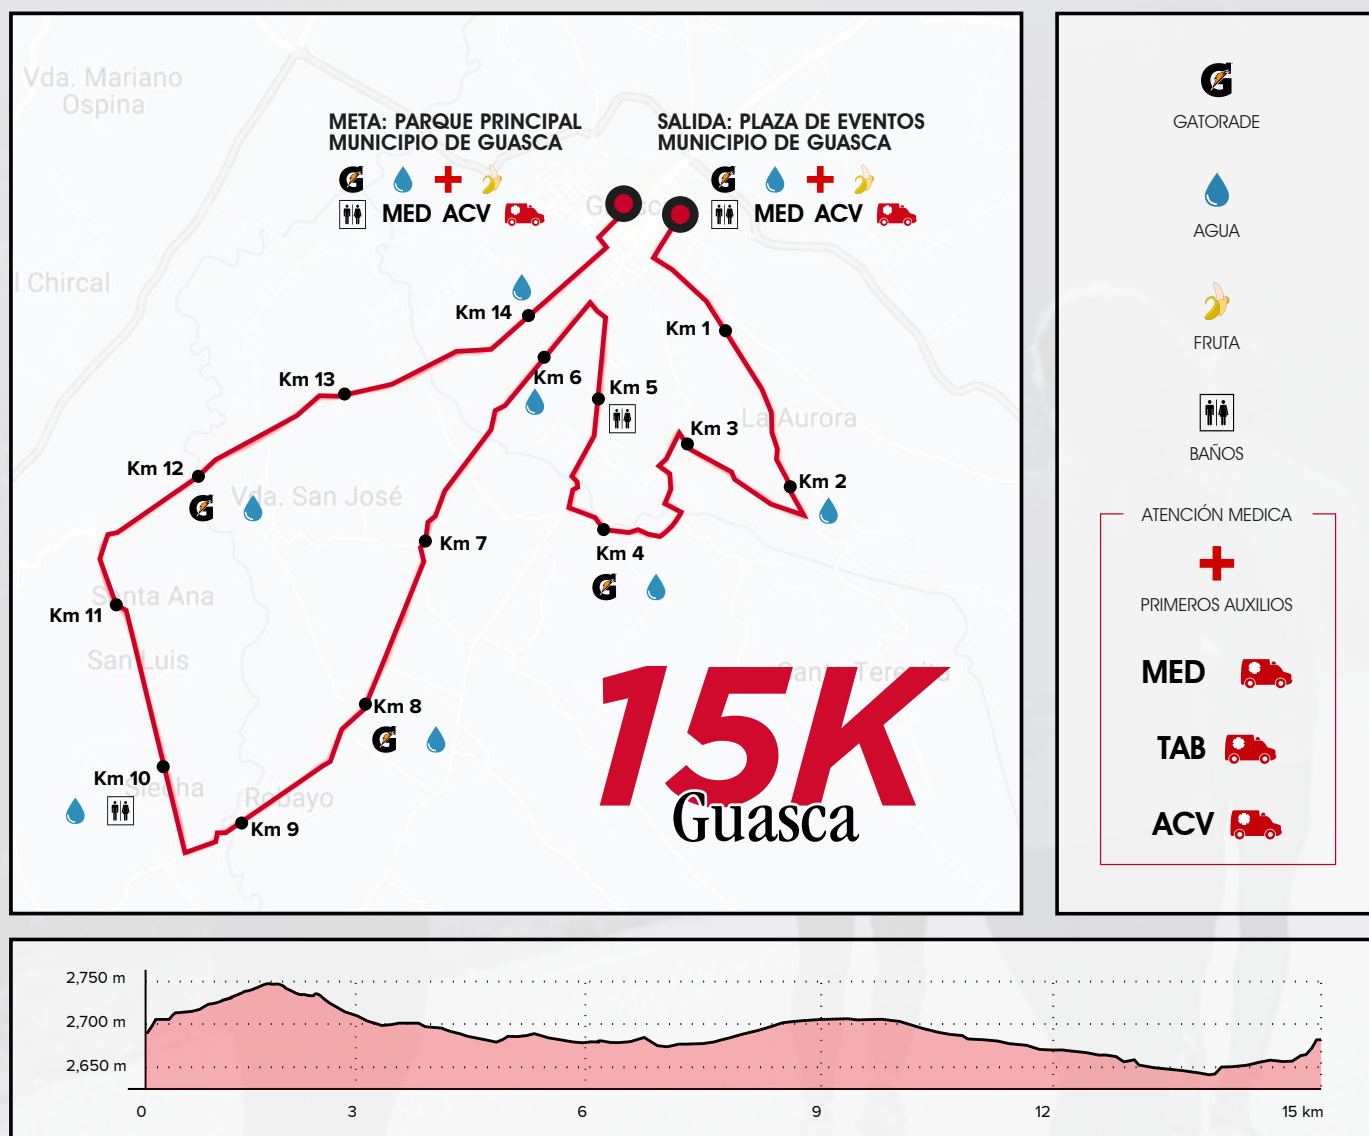 Vda. Mariano
Ospina
META: PARQUE PRINCIPAL
MUNICIPIO DE GUASCA
MED ACV
SALIDA: PLAZA DE EVENTOS
MUNICIPIO DE GUASCA
MED ACV
l Chircal
Km 14
Km 1
Km 13
Km 6
Km 5
La Aurora
Km 3
Km 12
Km 2
Vda. San José
Km 7
Km 4
Santa Ana
Km 11
San Luis
Santa Teresita
Km 8
Km 10
Siecha
Robayo
Km 9
15K
Guasca
G
GATORADE
AGUA
FRUTA
BAÑOS
ATENCIÓN MEDICA
PRIMEROS AUXILIOS
MED
TAB
ACV
2,750 m
2,700 m
2,650 m
0 3 6 9 12 15 km